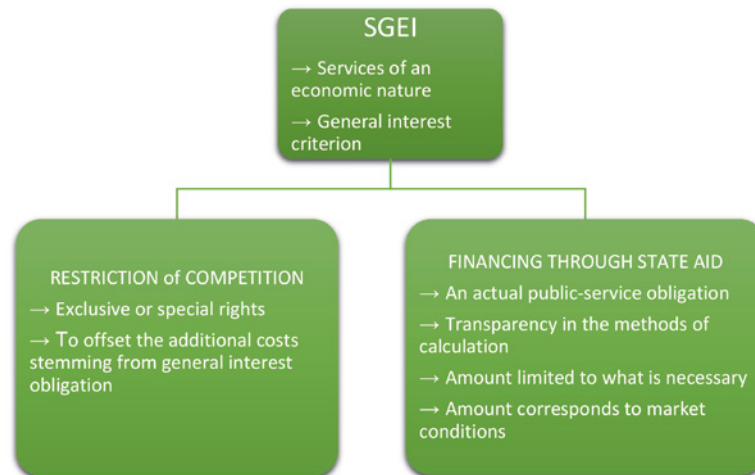 SGEI
→ Services of an
economic nature
→ General interest
criterion
RESTRICTION of COMPETITION
→ Exclusive or special rights
→ To offset the additional costs
stemming from general interest
obligation
FINANCING THROUGH STATE AID
→ An actual public-service obligation
→ Transparency in the methods of
calculation
→ Amount limited to what is necessary
→ Amount corresponds to market
conditions